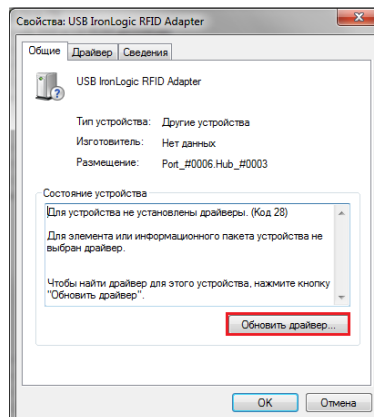 Свойства: USB IronLogic RFID Adapter
Общие Драйвер Сведения
USB IronLogic RFID Adapter
Тип устройства: Другие устройства
Изготовитель: Нет данных
Размещение: Port_#0006.Hub_#0003
Состояние устройства
Для устройства не установлены драйверы. (Код 28)
Для элемента или информационного пакета устройства не
выбран драйвер.
Чтобы найти драйвер для этого устройства, нажмите кнопку
"Обновить драйвер".
Обновить драйвер...
OK Отмена